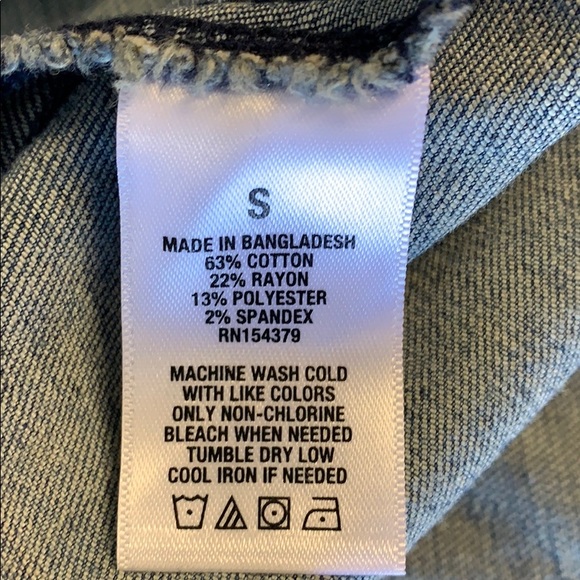 S
MADE IN BANGLADESH
63% COTTON
22% RAYON
13% POLYESTER
2% SPANDEX
RN154379
MACHINE WASH COLD
WITH LIKE COLORS
ONLY NON-CHLORINE
BLEACH WHEN NEEDED
TUMBLE DRY LOW
COOL IRON IF NEEDED